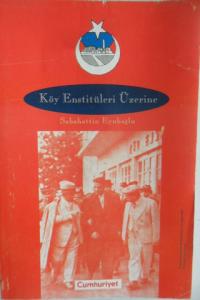 Köy Enstitüleri Üzerine
Sabahattin Eyuboğlu
Cumhuriyet